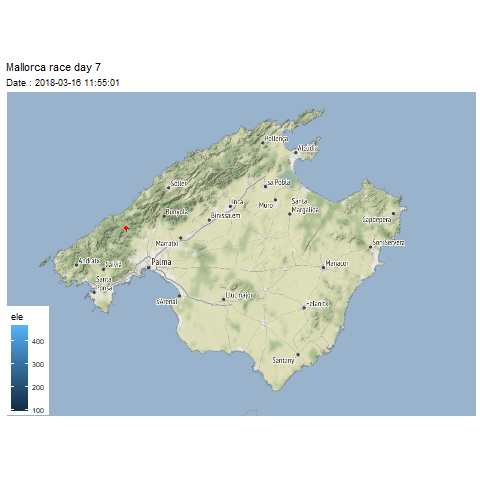 Mallorca race day 7
Date : 2018-03-16 11:55:01
Pollença
Alcúdia
Sóller
sa Pobla
Inca
Muro
Santa
Margalida
Bunyola
Binissalem
Capdepera
Marratxí
Son Servera
Palma
Andratx
Calvià
Manacor
Santa
Ponsa
s'Arenal
Llucmajor
Felanitx
Santany
ele
400
300
200
100